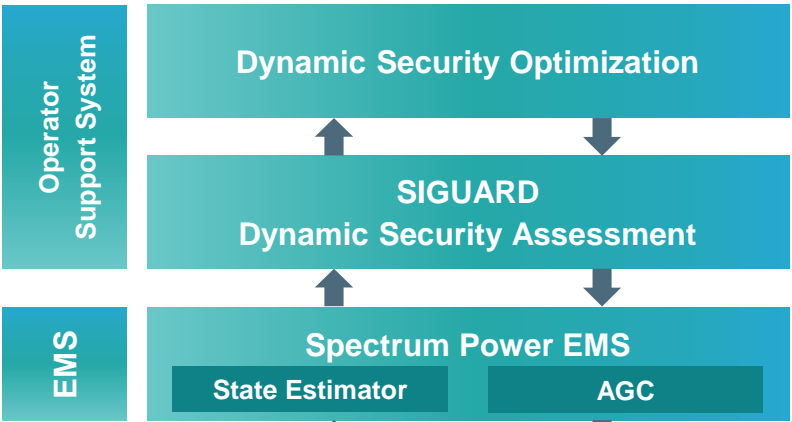 Operator
Support System
Dynamic Security Optimization
SIGUARD
Dynamic Security Assessment
EMS
Spectrum Power EMS
State Estimator
AGC